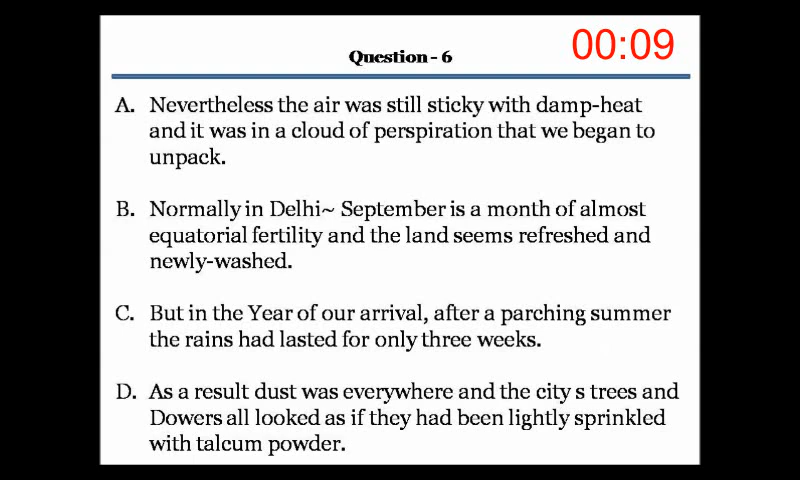 00:09
Question - 6
A. Nevertheless the air was still sticky with damp-heat
and it was in a cloud of perspiration that we began to
unpack.
B. Normally in Delhi~ September is a month of almost
equatorial fertility and the land seems refreshed and
newly-washed.
C. But in the Year of our arrival, after a parching summer
the rains had lasted for only three weeks.
D. As a result dust was everywhere and the city s trees and
Dowers all looked as if they had been lightly sprinkled
with talcum powder.